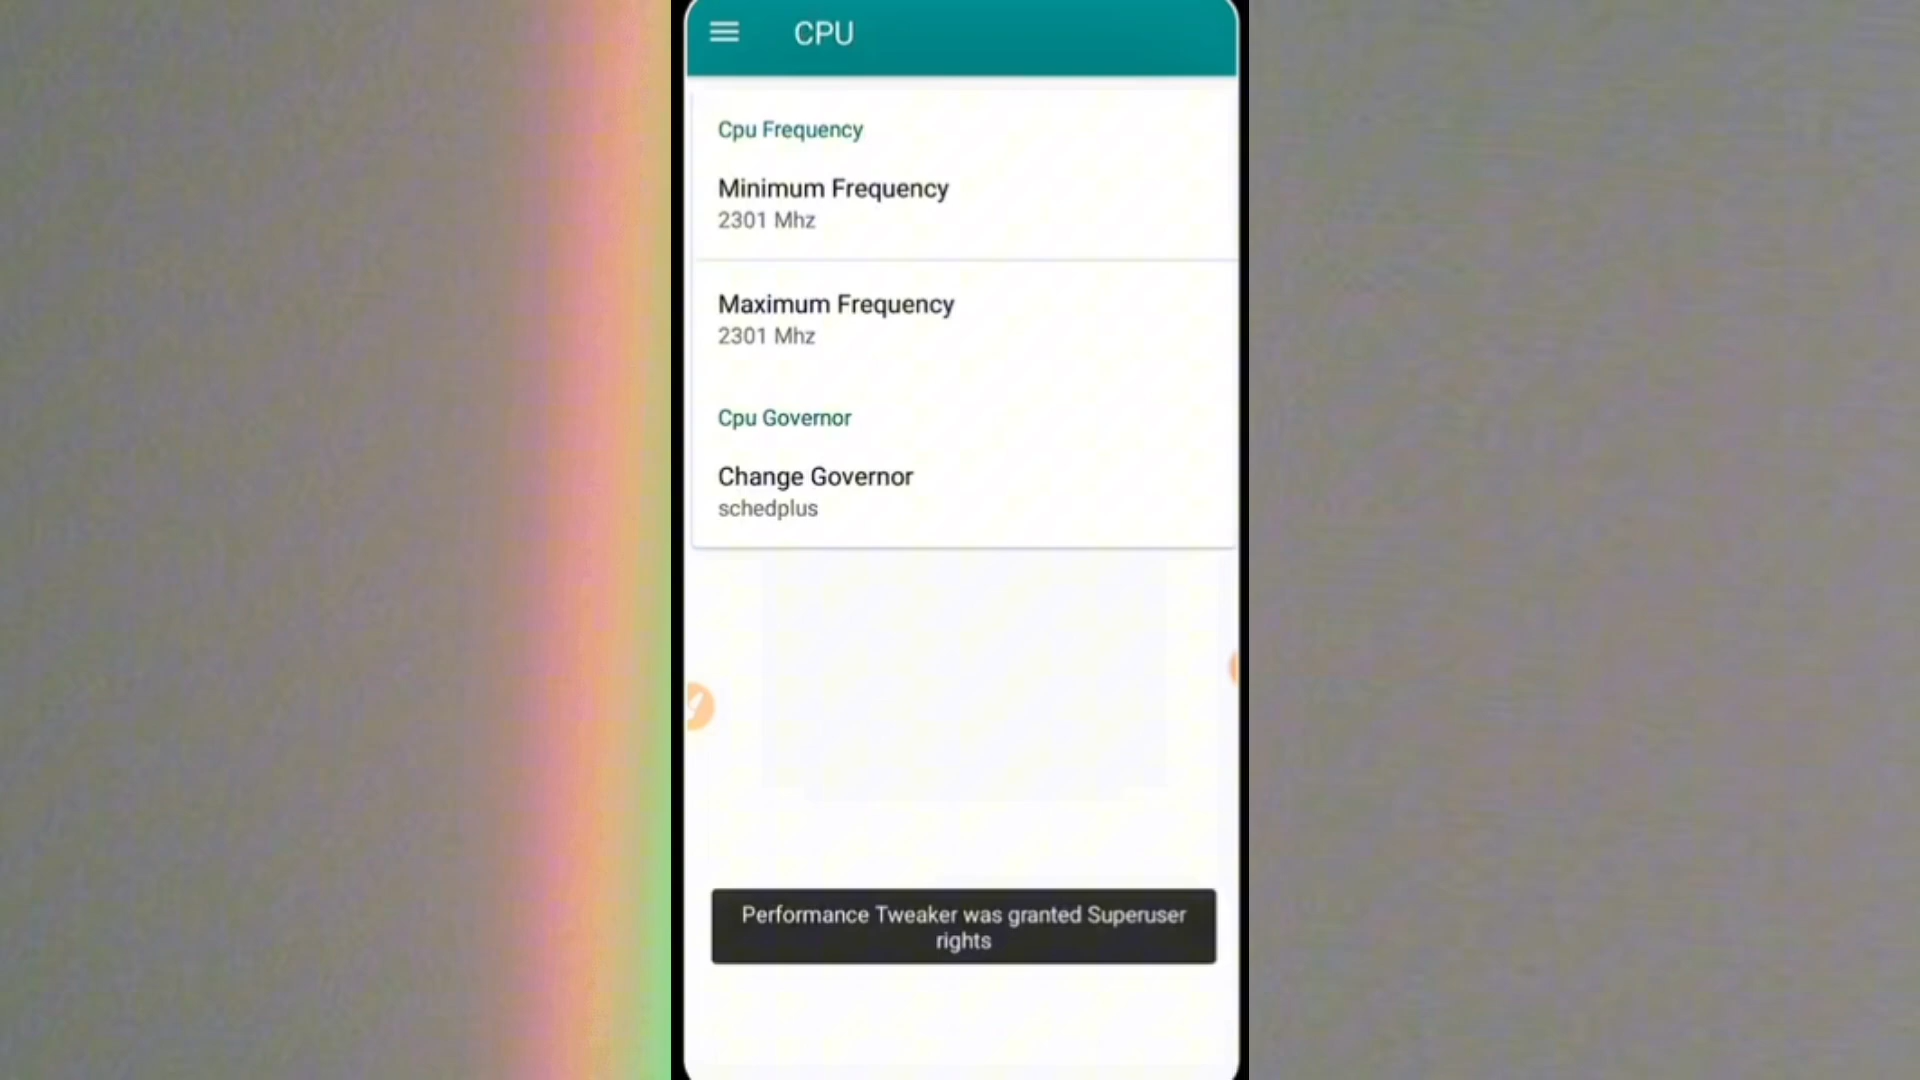 CPU
Cpu Frequency
Minimum Frequency
2301 Mhz
Maximum Frequency
2301 Mhz
Cpu Governor
Change Governor
schedplus
Performance Tweaker was granted Superuser
rights